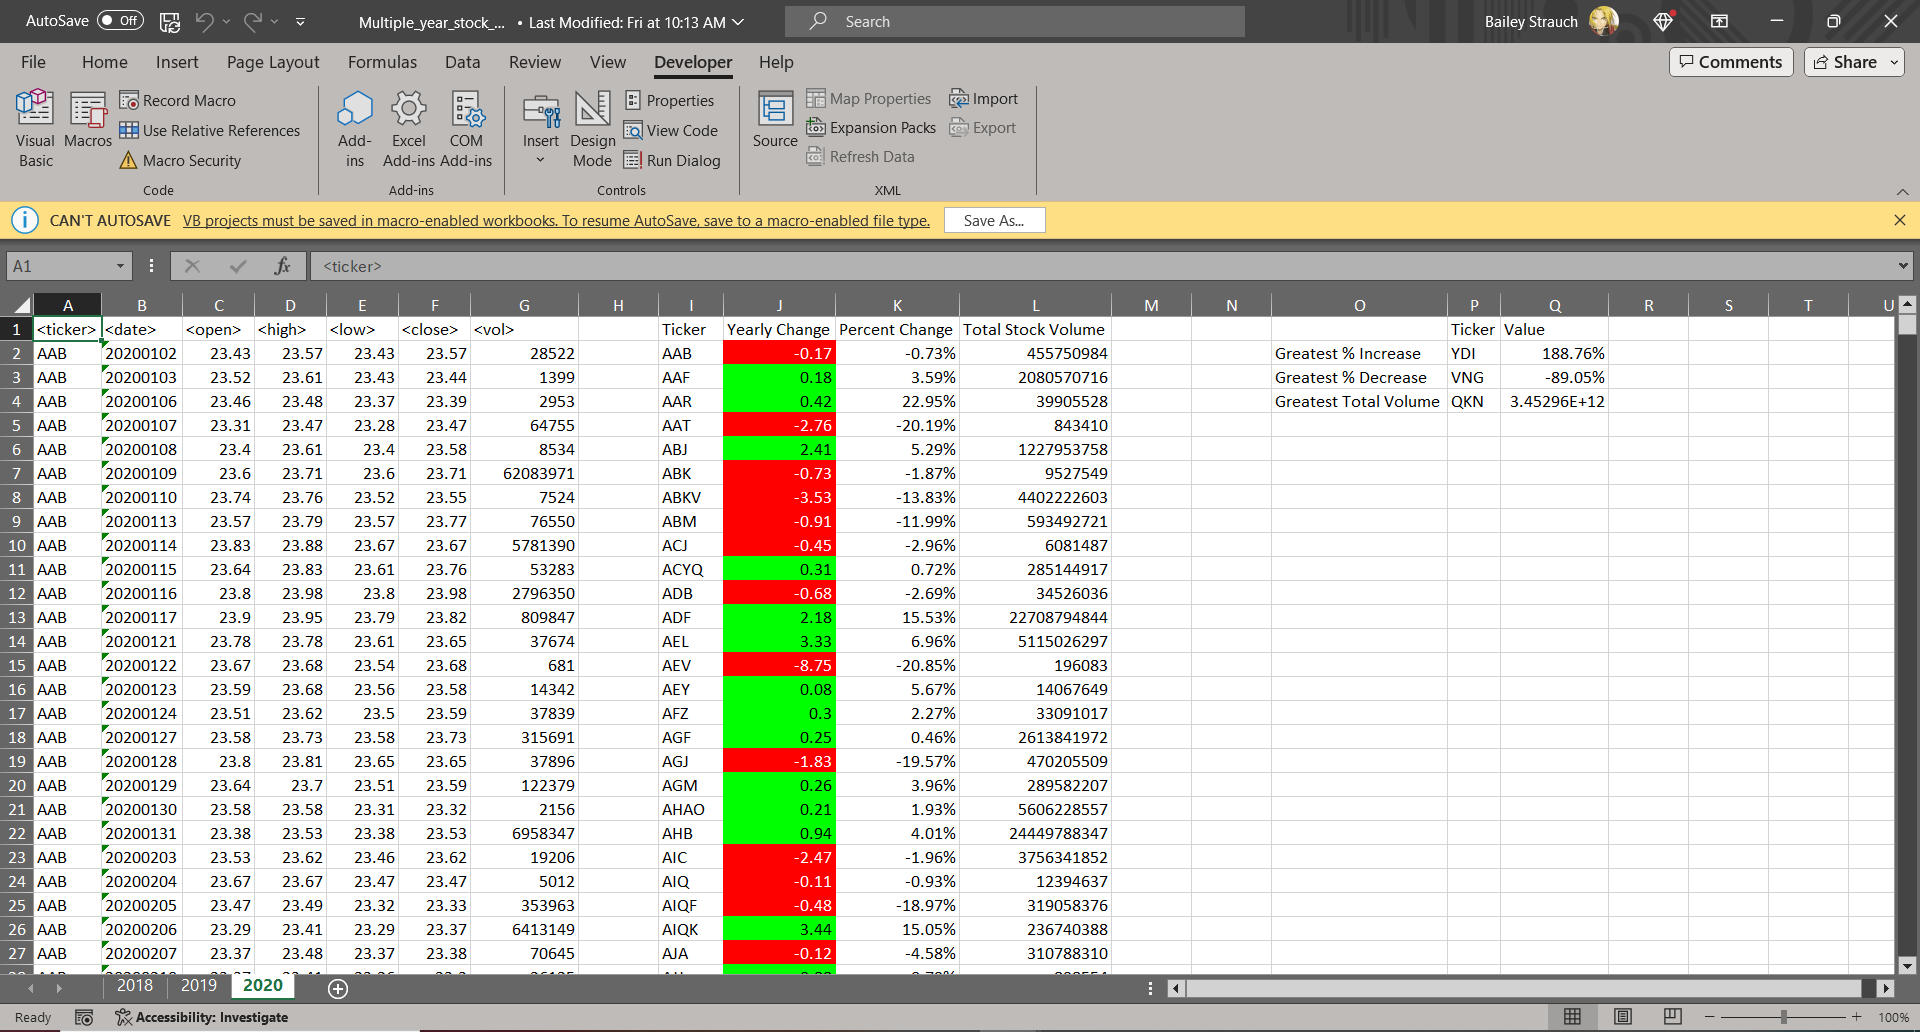 AutoSave Off Multiple_year_stock_... • Last Modified: Fri at 10:13 AM Search Bailey Strauch
File Home Insert Page Layout Formulas Data Review View Developer Help Comments Share
Visual Basic Macros Record Macro Use Relative References Macro Security Code
Add-ins Excel Add-ins COM Add-ins Add-ins
Insert Design Mode Properties View Code Run Dialog Controls
Source Map Properties Expansion Packs Refresh Data Import Export XML
CAN'T AUTOSAVE VB projects must be saved in macro-enabled workbooks. To resume AutoSave, save to a macro-enabled file type. Save As...
A1 fx <ticker>
A B C D E F G H I J K L M N O P Q R S T U
1 <ticker> <date> <open> <high> <low> <close> <vol> Ticker Yearly Change Percent Change Total Stock Volume Ticker Value
2 AAB 20200102 23.43 23.57 23.43 23.57 28522 AAB -0.17 -0.73% 455750984 Greatest % Increase YDI 188.76%
3 AAB 20200103 23.52 23.61 23.43 23.44 1399 AAF 0.18 3.59% 2080570716 Greatest % Decrease VNG -89.05%
4 AAB 20200106 23.46 23.48 23.37 23.39 2953 AAR 0.42 22.95% 39905528 Greatest Total Volume QKN 3.45296E+12
5 AAB 20200107 23.31 23.47 23.28 23.47 64755 AAT -2.76 -20.19% 843410
6 AAB 20200108 23.4 23.61 23.4 23.58 8534 ABJ 2.41 5.29% 1227953758
7 AAB 20200109 23.6 23.71 23.6 23.71 62083971 ABK -0.73 -1.87% 9527549
8 AAB 20200110 23.74 23.76 23.52 23.55 7524 ABKV -3.53 -13.83% 4402222603
9 AAB 20200113 23.57 23.79 23.57 23.77 76550 ABM -0.91 -11.99% 593492721
10 AAB 20200114 23.83 23.88 23.67 23.67 5781390 ACJ -0.45 -2.96% 6081487
11 AAB 20200115 23.64 23.83 23.61 23.76 53283 ACYQ 0.31 0.72% 285144917
12 AAB 20200116 23.8 23.98 23.8 23.98 2796350 ADB -0.68 -2.69% 34526036
13 AAB 20200117 23.9 23.95 23.79 23.82 809847 ADF 2.18 15.53% 22708794844
14 AAB 20200121 23.78 23.78 23.61 23.65 37674 AEL 3.33 6.96% 5115026297
15 AAB 20200122 23.67 23.68 23.54 23.68 681 AEV -8.75 -20.85% 196083
16 AAB 20200123 23.59 23.68 23.56 23.58 14342 AEY 0.08 5.67% 14067649
17 AAB 20200124 23.51 23.62 23.5 23.59 37839 AFZ 0.3 2.27% 33091017
18 AAB 20200127 23.58 23.73 23.58 23.73 315691 AGF 0.25 0.46% 2613841972
19 AAB 20200128 23.8 23.81 23.65 23.65 37896 AGJ -1.83 -19.57% 470205509
20 AAB 20200129 23.64 23.7 23.51 23.59 122379 AGM 0.26 3.96% 289582207
21 AAB 20200130 23.58 23.58 23.31 23.32 2156 AHAO 0.21 1.93% 5606228557
22 AAB 20200131 23.38 23.53 23.38 23.53 6958347 AHB 0.94 4.01% 24449788347
23 AAB 20200203 23.53 23.62 23.46 23.62 19206 AIC -2.47 -1.96% 3756341852
24 AAB 20200204 23.67 23.67 23.47 23.47 5012 AIQ -0.11 -0.93% 12394637
25 AAB 20200205 23.47 23.49 23.32 23.33 353963 AIQF -0.48 -18.97% 319058376
26 AAB 20200206 23.29 23.41 23.29 23.37 6413149 AIQK 3.44 15.05% 236740388
27 AAB 20200207 23.37 23.48 23.37 23.38 70645 AJA -0.12 -4.58% 310788310
2018 2019 2020
Ready Accessibility: Investigate 100%